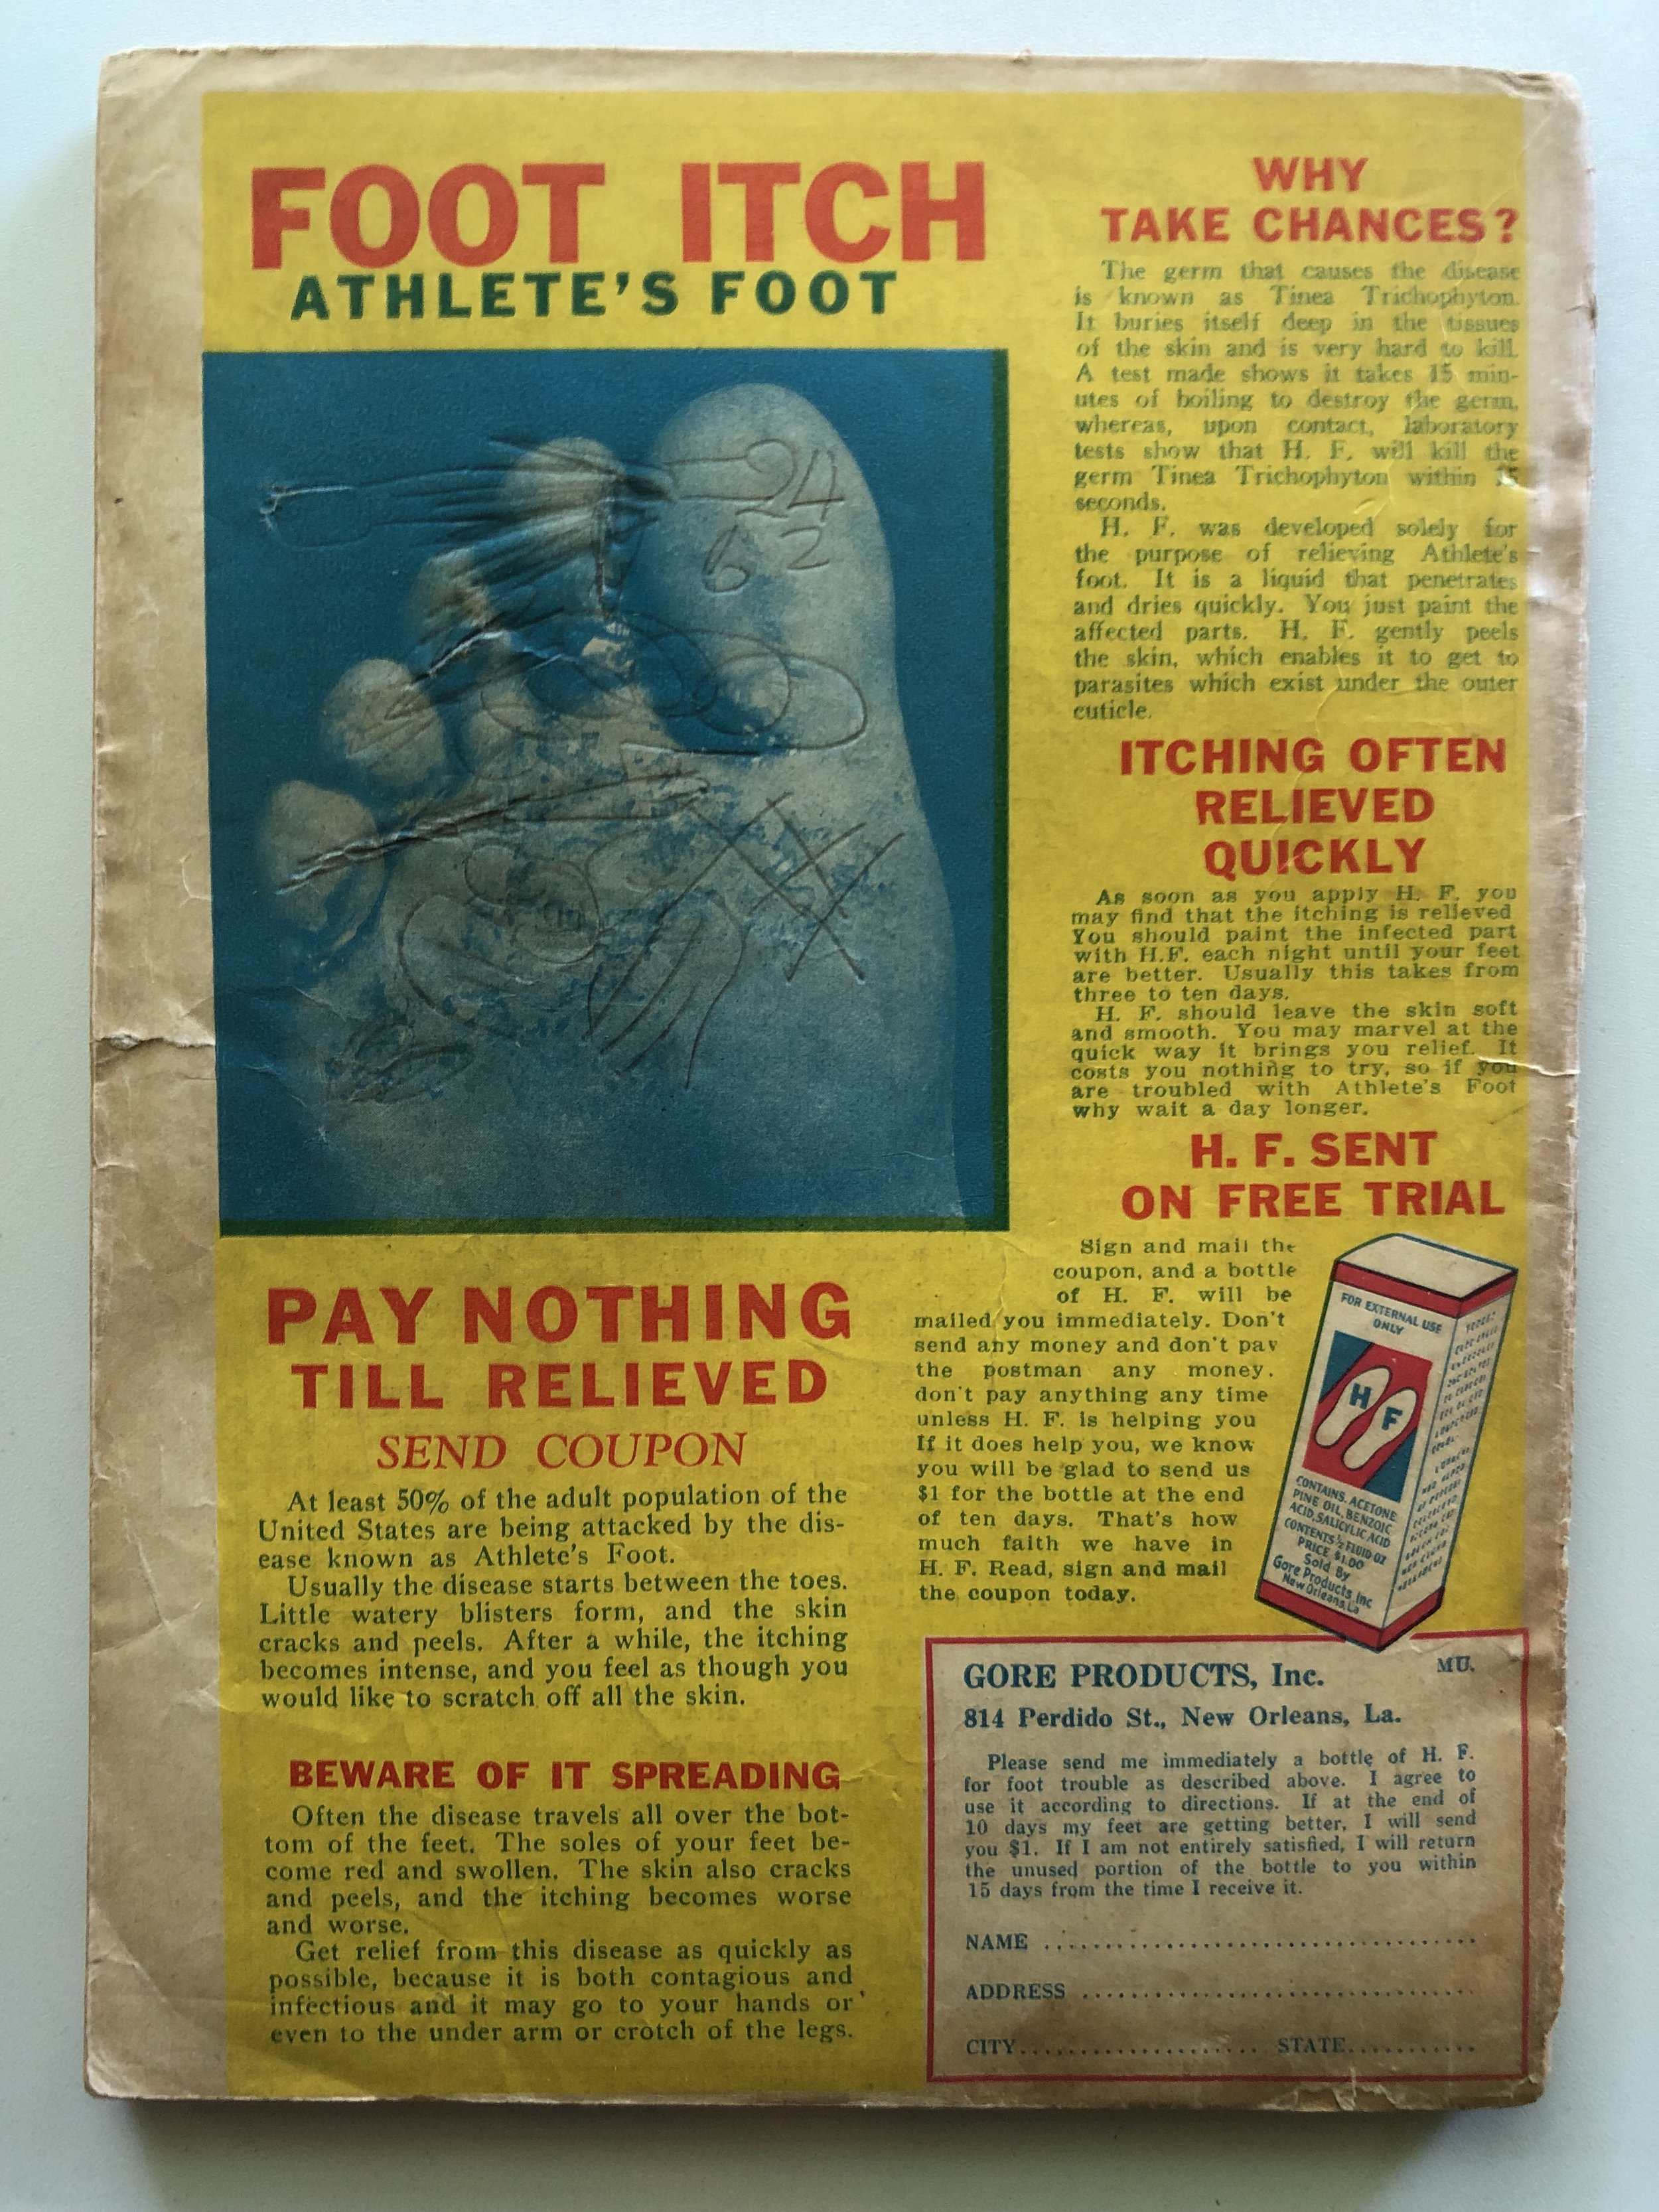 FOOT ITCH
ATHLETE'S FOOT
24
6 2
PAY NOTHING
TILL RELIEVED
SEND COUPON
At least 50% of the adult population of the
United States are being attacked by the dis-
ease known as Athlete's Foot.
Usually the disease starts between the toes.
Little watery blisters form, and the skin
cracks and peels. After a while, the itching
becomes intense, and you feel as though you
would like to scratch off all the skin.
BEWARE OF IT SPREADING
Often the disease travels all over the bot-
tom of the feet. The soles of your feet be-
come red and swollen. The skin also cracks
and peels, and the itching becomes worse
and worse.
Get relief from this disease as quickly as
possible, because it is both contagious and
infectious and it may go to your hands or
even to the under arm or crotch of the legs.
WHY
TAKE CHANCES?
The germ that causes the disease
is known as Tinea Trichophyton.
It buries itself deep in the tissues
of the skin and is very hard to kill.
A test made shows it takes 15 min-
utes of boiling to destroy the germ,
whereas, upon contact, laboratory
tests show that H. F. will kill the
germ Tinea Trichophyton within 15
seconds.
H. F. was developed solely for
the purpose of relieving Athlete's
foot. It is a liquid that penetrates
and dries quickly. You just paint the
affected parts. H. F. gently peels
the skin, which enables it to get to
parasites which exist under the outer
cuticle.
ITCHING OFTEN
RELIEVED
QUICKLY
As soon as you apply H. F. you
may find that the itching is relieved
You should paint the infected part
with H.F. each night until your feet
are better. Usually this takes from
three to ten days.
H. F. should leave the skin soft
and smooth. You may marvel at the
quick way it brings you relief. It
costs you nothing to try, so if you
are troubled with Athlete's Foot
why wait a day longer.
H. F. SENT
ON FREE TRIAL
Sign and mail the
coupon, and a bottle
of H. F. will be
mailed you immediately. Don't
send any money and don't pay
the postman any money.
don't pay anything any time
unless H. F. is helping you
If it does help you, we know
you will be glad to send us
$1 for the bottle at the end
of ten days. That's how
much faith we have in
H. F. Read, sign and mail
the coupon today.
FOR EXTERNAL USE
ONLY
H F
CONTAINS, ACETONE
PINE OIL, BENZOIC
ACID, SALICYLIC ACID
CONTENTS ½ FLUID OZ
PRICE $1.00
Sold By
Gore Products, Inc
New Orleans, La
GORE PRODUCTS, Inc. MU.
814 Perdido St., New Orleans, La.
Please send me immediately a bottle of H. F.
for foot trouble as described above. I agree to
use it according to directions. If at the end of
10 days my feet are getting better, I will send
you $1. If I am not entirely satisfied, I will return
the unused portion of the bottle to you within
15 days from the time I receive it.
NAME
ADDRESS
CITY STATE